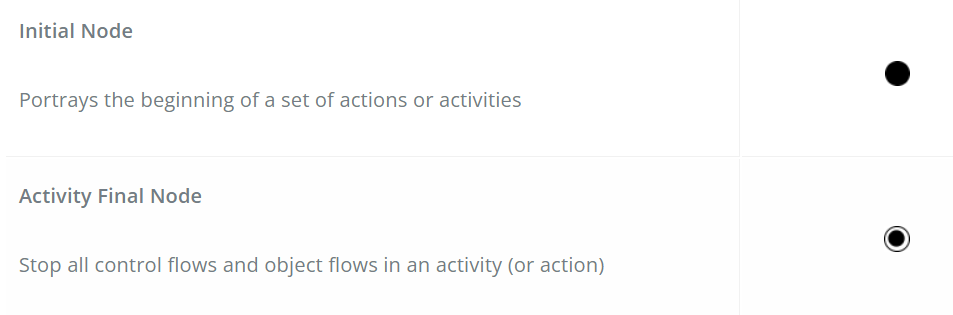 Initial Node
Portrays the beginning of a set of actions or activities
Activity Final Node
Stop all control flows and object flows in an activity (or action)